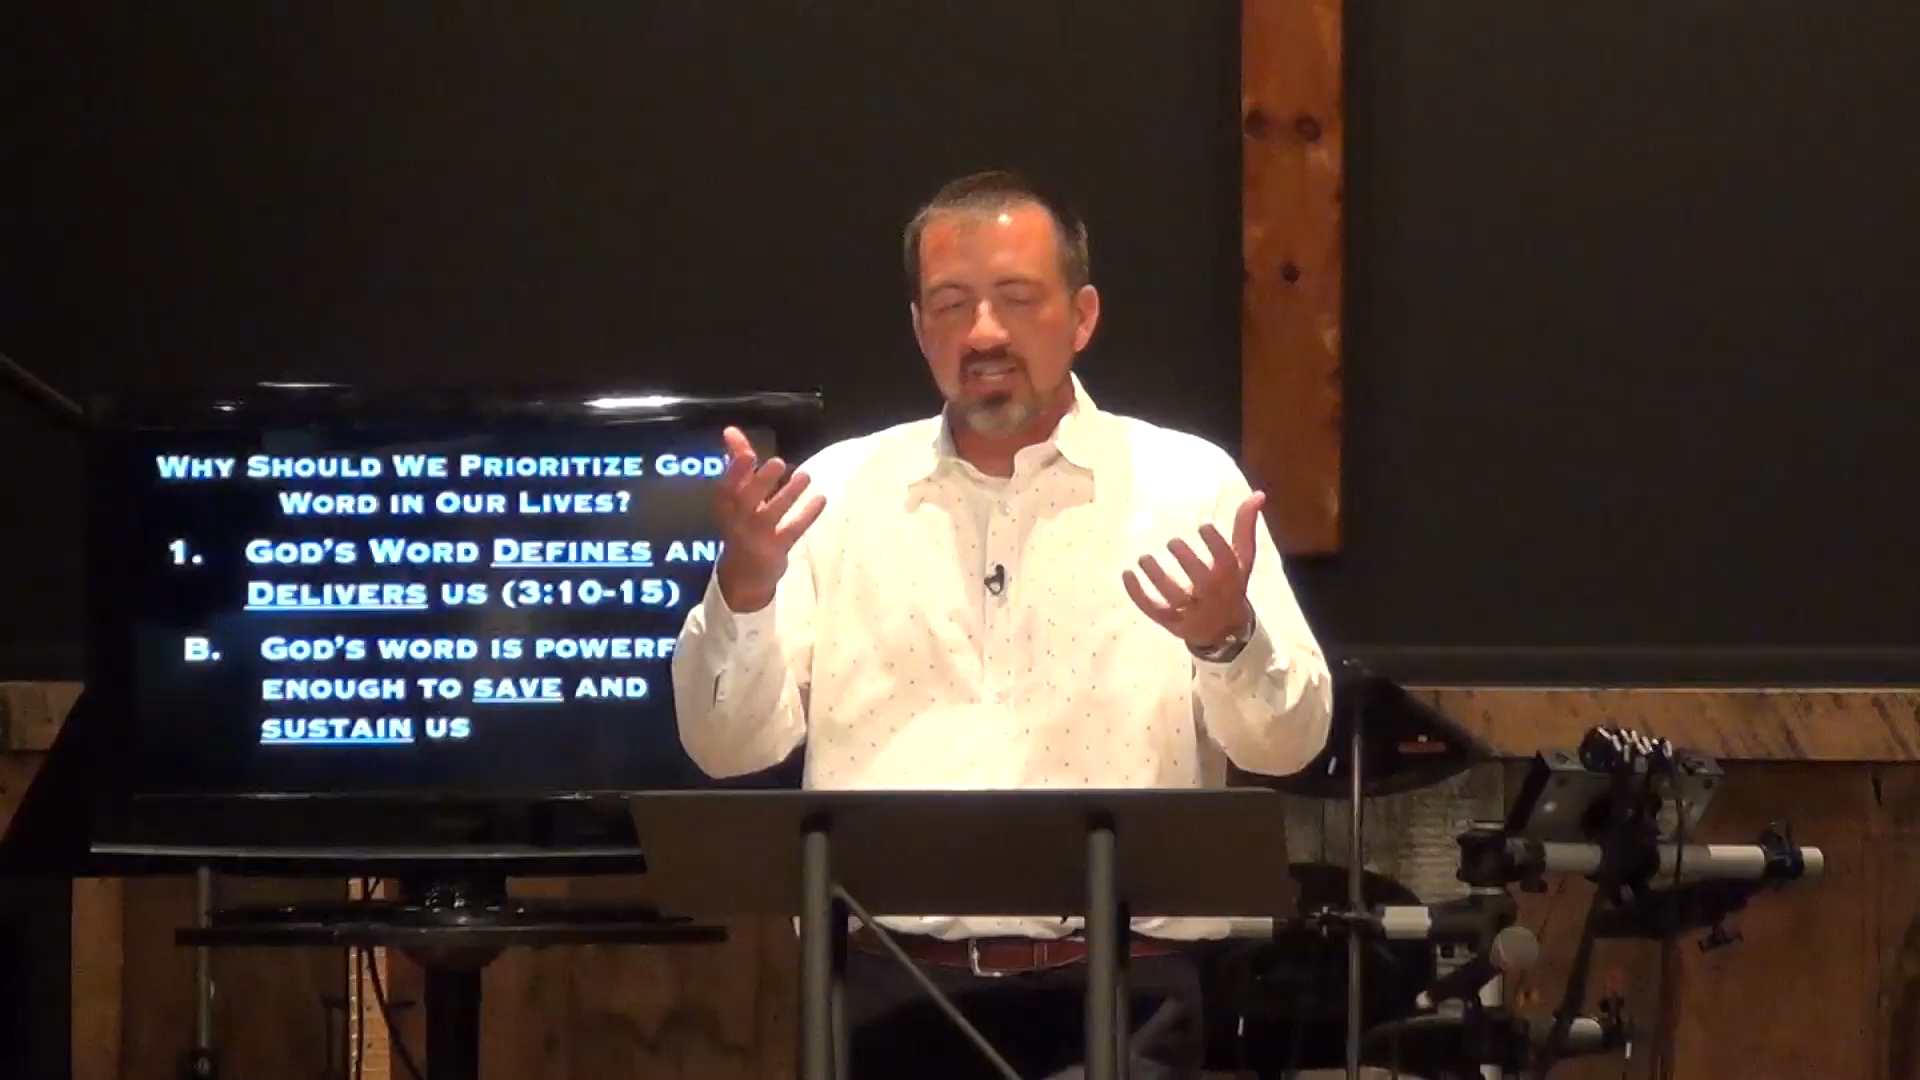 WHY SHOULD WE PRIORITIZE GOD'
WORD IN OUR LIVES?
1. GOD'S WORD DEFINES AN
DELIVERS US (3:10-15)
B. GOD'S WORD IS POWERF
ENOUGH TO SAVE AND
SUSTAIN US